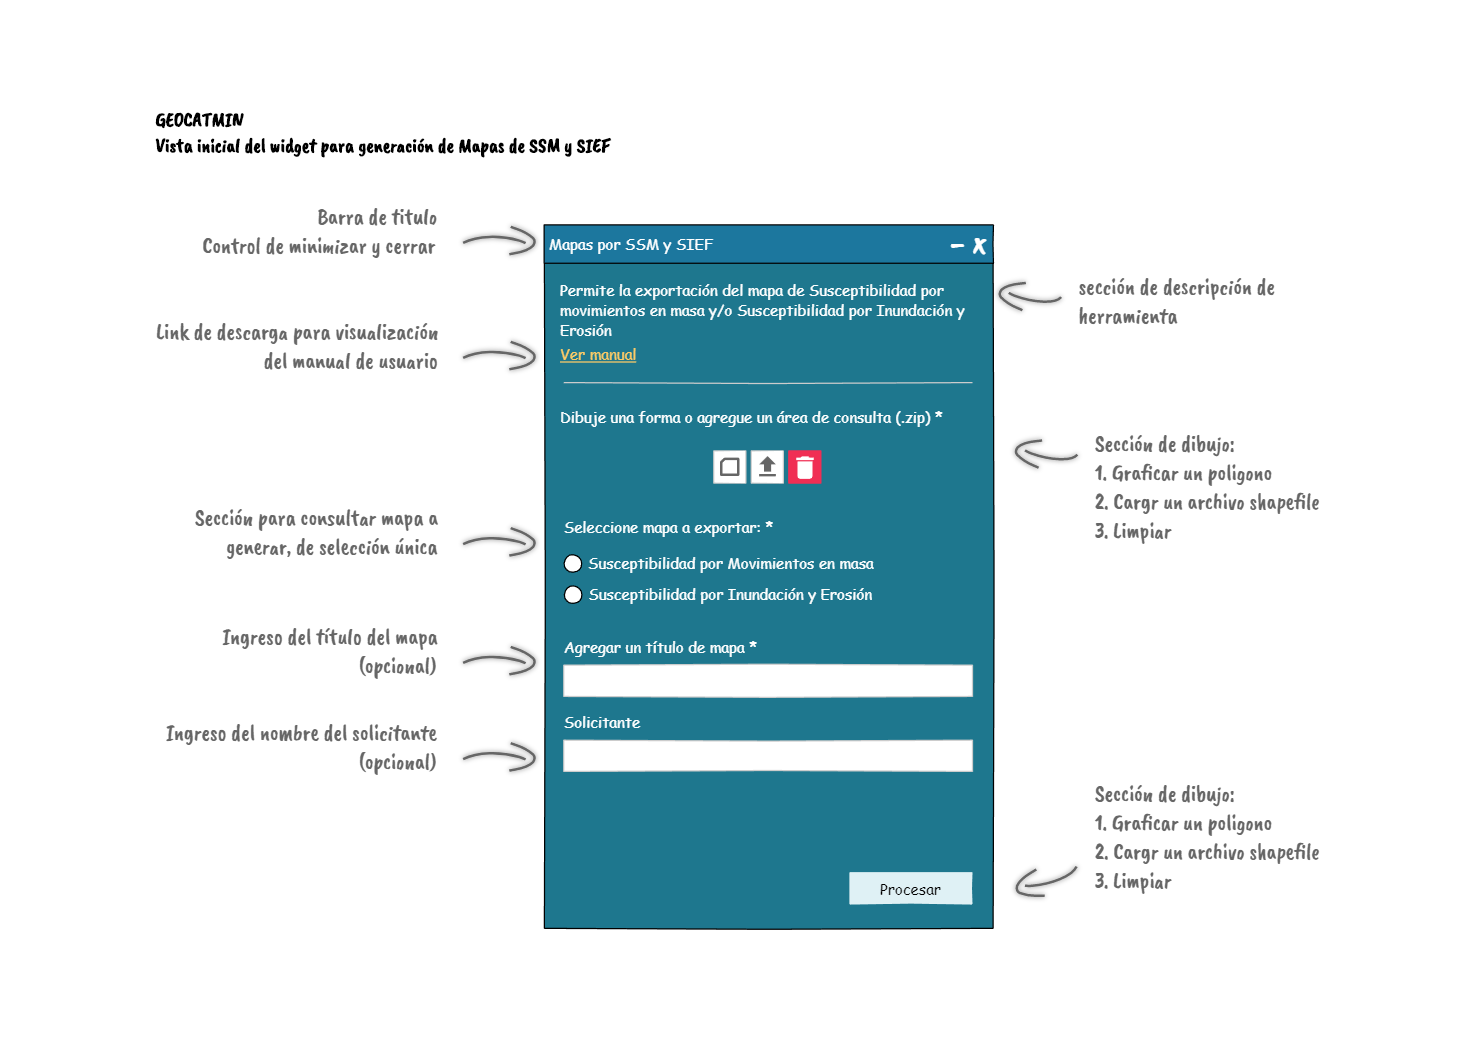 GEOCATMIN
Vista inicial del widget para generación de Mapas de SSM y SIEF
Barra de titulo
Control de minimizar y cerrar
Link de descarga para visualización
del manual de usuario
Sección para consultar mapa a
generar, de selección única
Ingreso del título del mapa
(opcional)
Ingreso del nombre del solicitante
(opcional)
Mapas por SSM y SIEF
Permite la exportación del mapa de Susceptibilidad por
movimientos en masa y/o Susceptibilidad por Inundación y
Erosión
Ver manual
Dibuje una forma o agregue un área de consulta (.zip) *
Seleccione mapa a exportar: *
Susceptibilidad por Movimientos en masa
Susceptibilidad por Inundación y Erosión
Agregar un título de mapa *
Solicitante
Procesar
sección de descripción de
herramienta
Sección de dibujo:
1. Graficar un poligono
2. Cargr un archivo shapefile
3. Limpiar
Sección de dibujo:
1. Graficar un poligono
2. Cargr un archivo shapefile
3. Limpiar